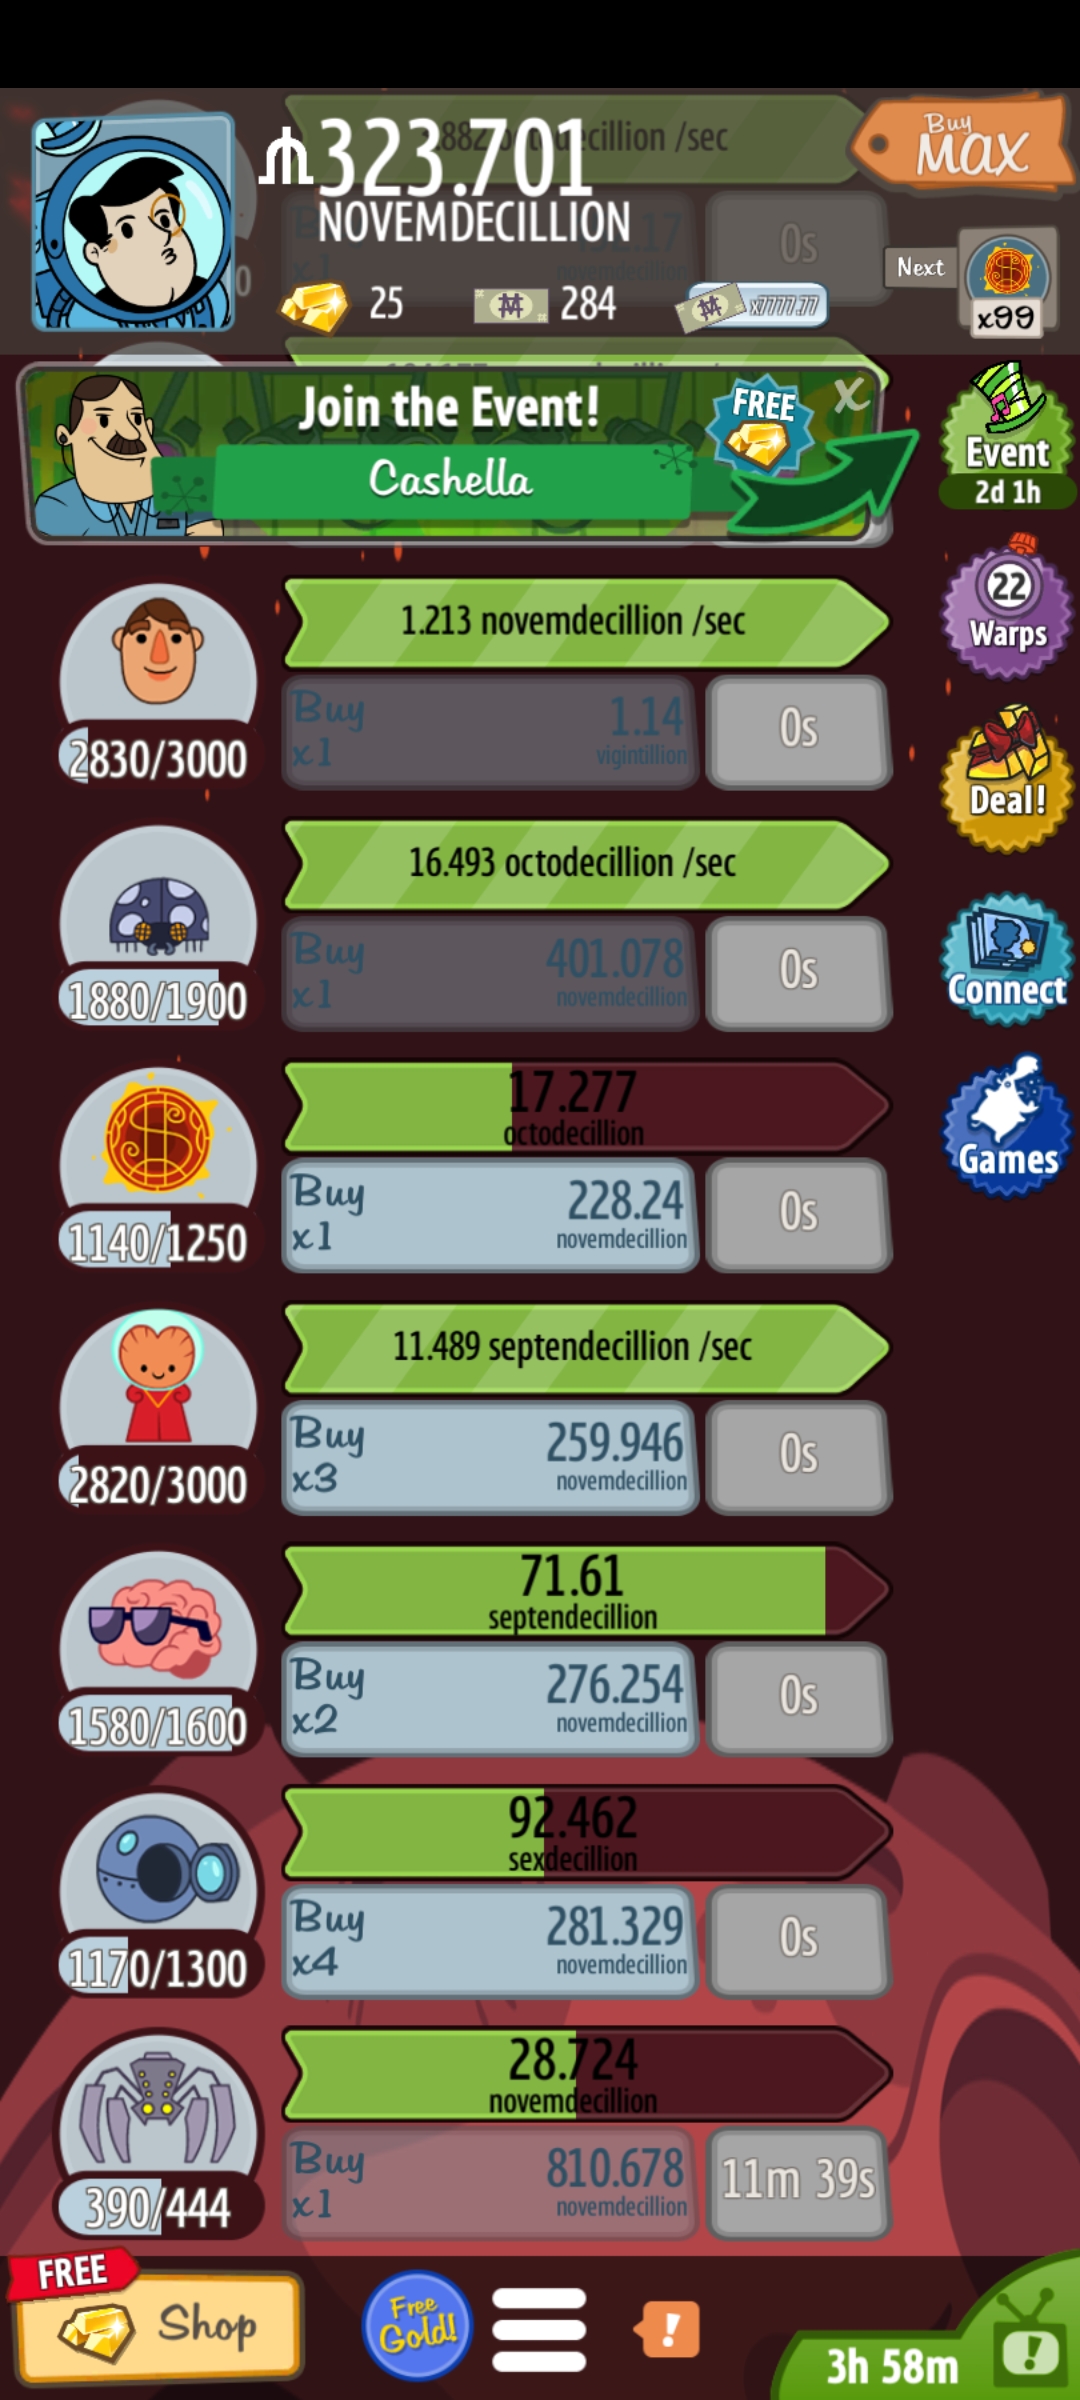 323.701
NOVEMDECILLION
/sec
Buy
MAX
0s
Next
x99
25
284
x7777.77
Join the Event!
Cashella
FREE
X
Event
2d 1h
1.213 novemdecillion /sec
2830/3000
Buy
x1
1.14
vigintillion
0s
22
Warps
Deal!
16.493 octodecillion /sec
1880/1900
Buy
x1
401.078
novemdecillion
0s
Connect
17.277
octodecillion
1140/1250
Buy
x1
228.24
novemdecillion
0s
Games
11.489 septendecillion /sec
2820/3000
Buy
x3
259.946
novemdecillion
0s
71.61
septendecillion
1580/1600
Buy
x2
276.254
novemdecillion
0s
92.462
sexdecillion
1170/1300
Buy
x4
281.329
novemdecillion
0s
28.724
novemdecillion
390/444
Buy
x1
810.678
novemdecillion
11m 39s
FREE
Shop
Free
Gold!
!
3h 58m
!